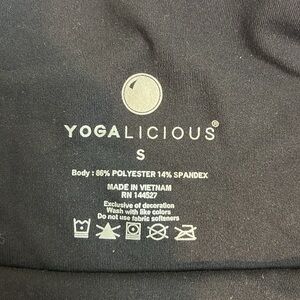 YOGALICIOUS®
S
Body : 86% POLYESTER 14% SPANDEX
MADE IN VIETNAM
RN 144527
Exclusive of decoration
Wash with like colors
Do not use fabric softeners